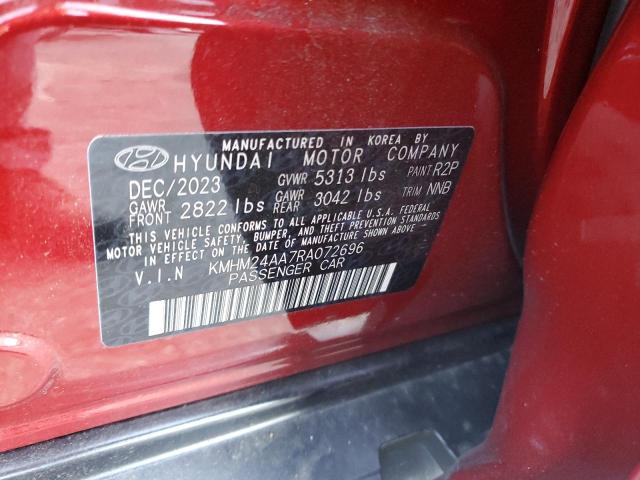 MANUFACTURED IN KOREA BY
HYUNDAI MOTOR COMPANY
DEC/2023 GVWR 5313 lbs PAINT R2P
GAWR FRONT 2822 lbs GAWR REAR 3042 lbs TRIM NNB
THIS VEHICLE CONFORMS TO ALL APPLICABLE U.S.A. FEDERAL
MOTOR VEHICLE SAFETY, BUMPER, AND THEFT PREVENTION STANDARDS
IN EFFECT ON THE DATE OF MANUFACTURE SHOWN ABOVE.
V.I.N KMHM24AA7RA072696
PASSENGER CAR